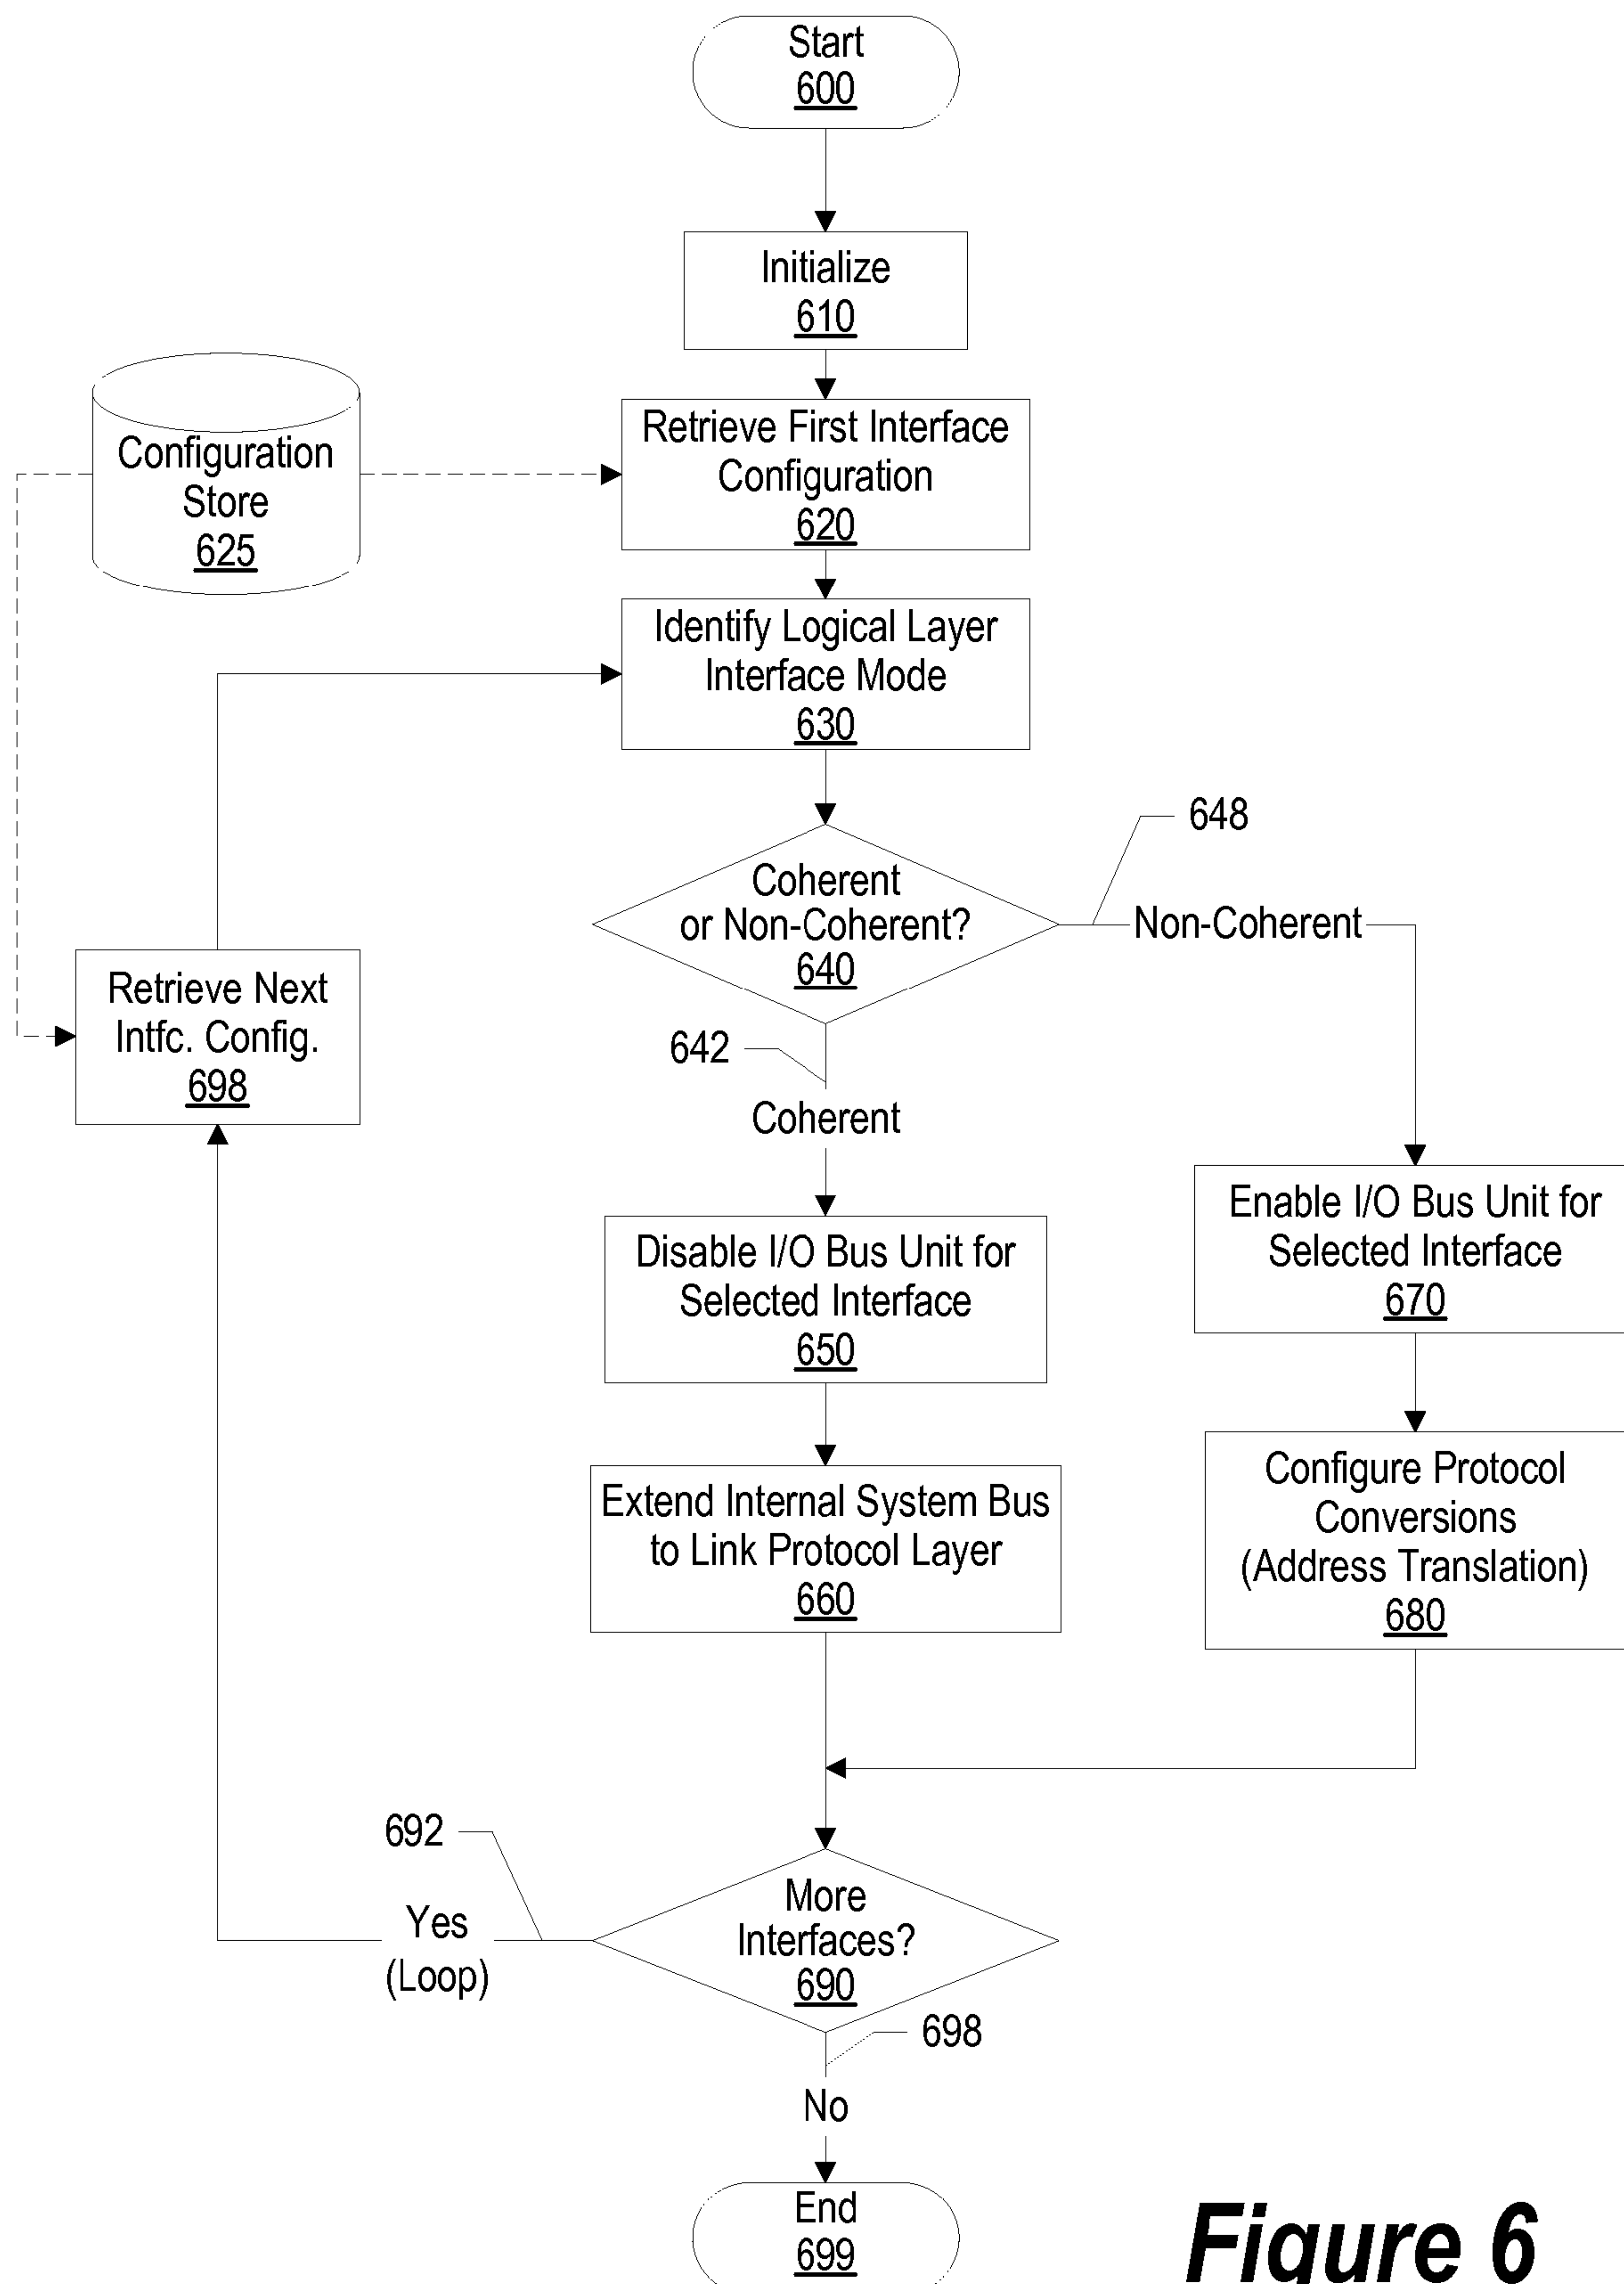 Start
600
Initialize
610
Configuration
Store
625
Retrieve First Interface
Configuration
620
Identify Logical Layer
Interface Mode
630
648
Coherent
or Non-Coherent?
640
Non-Coherent
Retrieve Next
Intfc. Config.
698
642
Coherent
Disable I/O Bus Unit for
Selected Interface
650
Enable I/O Bus Unit for
Selected Interface
670
Extend Internal System Bus
to Link Protocol Layer
660
Configure Protocol
Conversions
(Address Translation)
680
692
Yes
(Loop)
More
Interfaces?
690
698
No
End
699
Figure 6